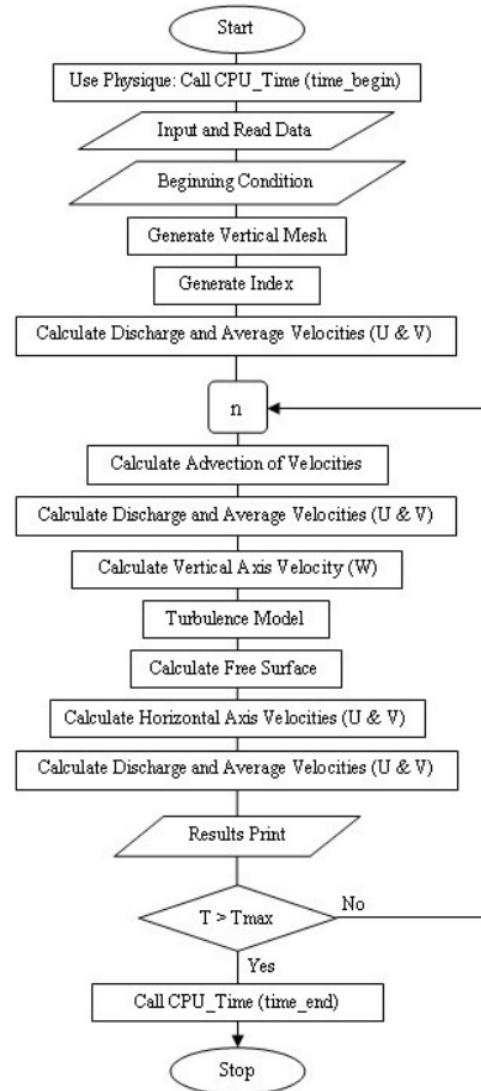 Start
Use Physique: Call CPU_Time (time_begin)
Input and Read Data
Beginning Condition
Generate Vertical Mesh
Generate Index
Calculate Discharge and Average Velocities (U & V)
n
Calculate Advection of Velocities
Calculate Discharge and Average Velocities (U & V)
Calculate Vertical Axis Velocity (W)
Turbulence Model
Calculate Free Surface
Calculate Horizontal Axis Velocities (U & V)
Calculate Discharge and Average Velocities (U & V)
Results Print
T > Tmax
No
Yes
Call CPU_Time (time_end)
Stop